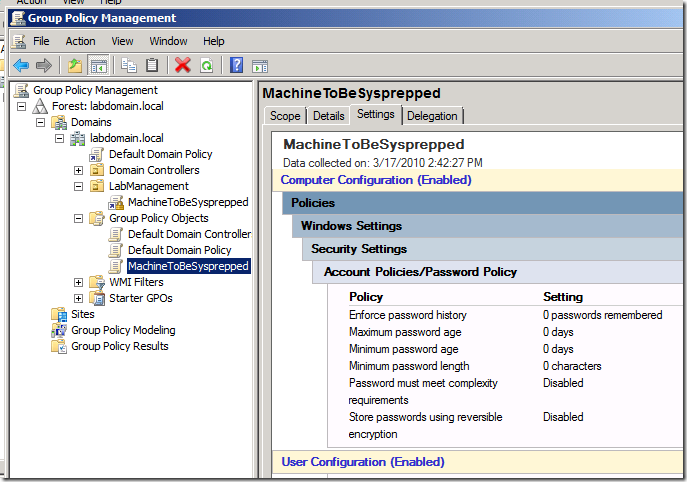 Action View Help
Group Policy Management
File Action View Window Help
Group Policy Management
Forest: labdomain.local
Domains
labdomain.local
Default Domain Policy
Domain Controllers
LabManagement
MachineToBeSysprepped
Group Policy Objects
Default Domain Controller
Default Domain Policy
MachineToBeSysprepped
WMI Filters
Starter GPOs
Sites
Group Policy Modeling
Group Policy Results
MachineToBeSysprepped
Scope Details Settings Delegation
MachineToBeSysprepped
Data collected on: 3/17/2010 2:42:27 PM
Computer Configuration (Enabled)
Policies
Windows Settings
Security Settings
Account Policies/Password Policy
Policy Setting
Enforce password history 0 passwords remembered
Maximum password age 0 days
Minimum password age 0 days
Minimum password length 0 characters
Password must meet complexity Disabled
requirements
Store passwords using reversible Disabled
encryption
User Configuration (Enabled)